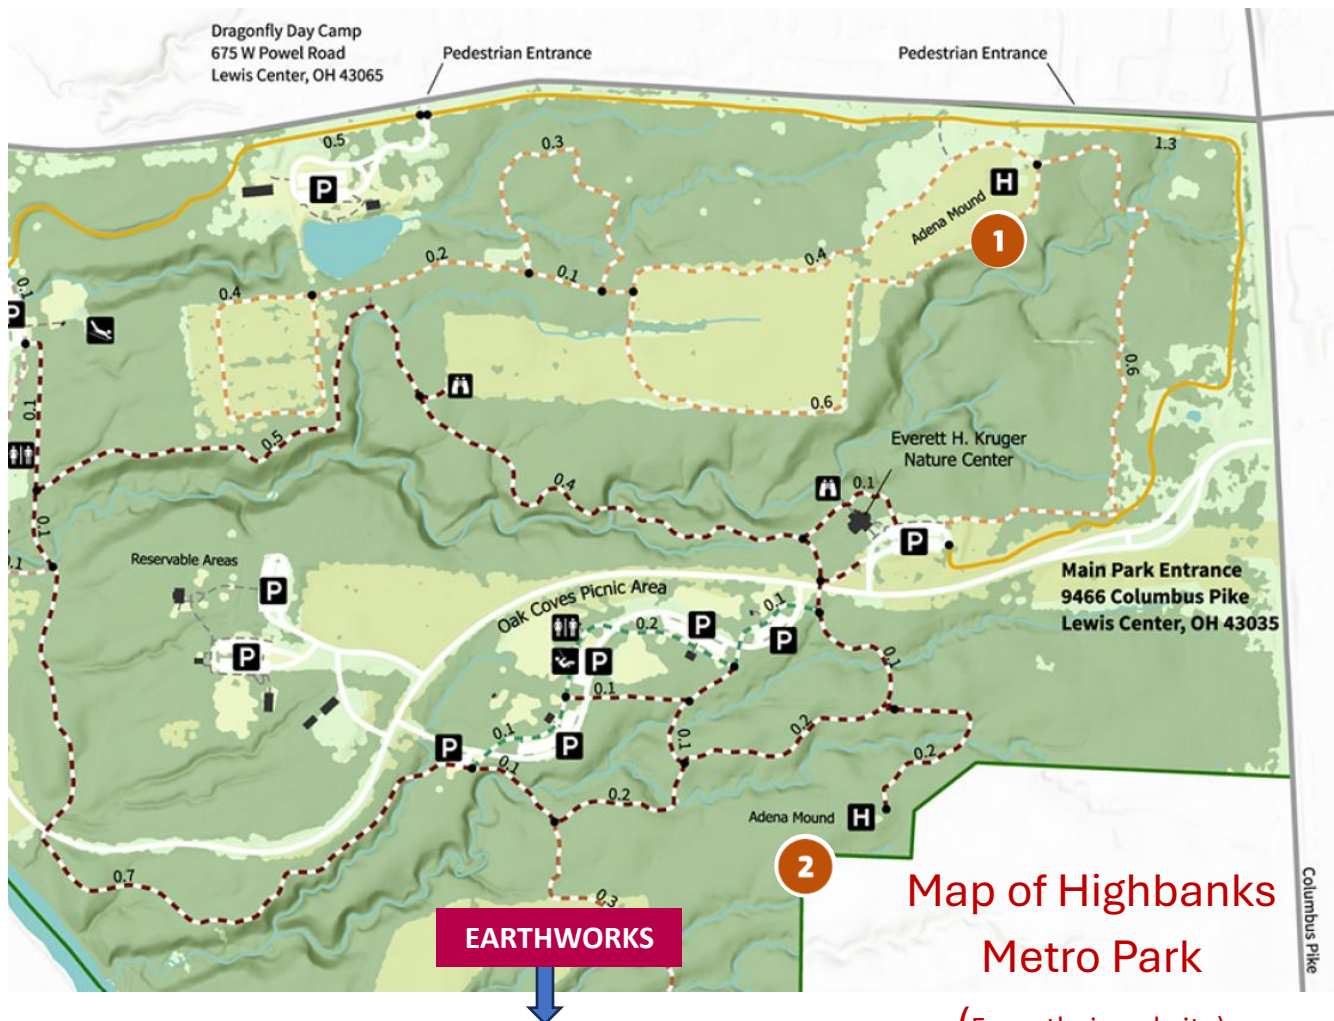 Dragonfly Day Camp
675 W Powel Road
Lewis Center, OH 43065
Pedestrian Entrance
Pedestrian Entrance
0.5
1.3
0.3
P
H
Adena Mound
1
0.2
0.4
0.1
0.1
0.4
P
0.6
0.6
0.1
0.5
Everett H. Kruger
Nature Center
0.4
0.1
0.1
P
Main Park Entrance
9466 Columbus Pike
Lewis Center, OH 43035
.1
Reservable Areas
P
Oak Coves Picnic Area
0.1
0.2
P
P
P
P
0.1
0.1
0.2
0.1
0.1
P
P
0.1
0.2
0.2
Adena Mound
H
2
0.7
0.3
EARTHWORKS
Map of Highbanks
Metro Park
Columbus Pike